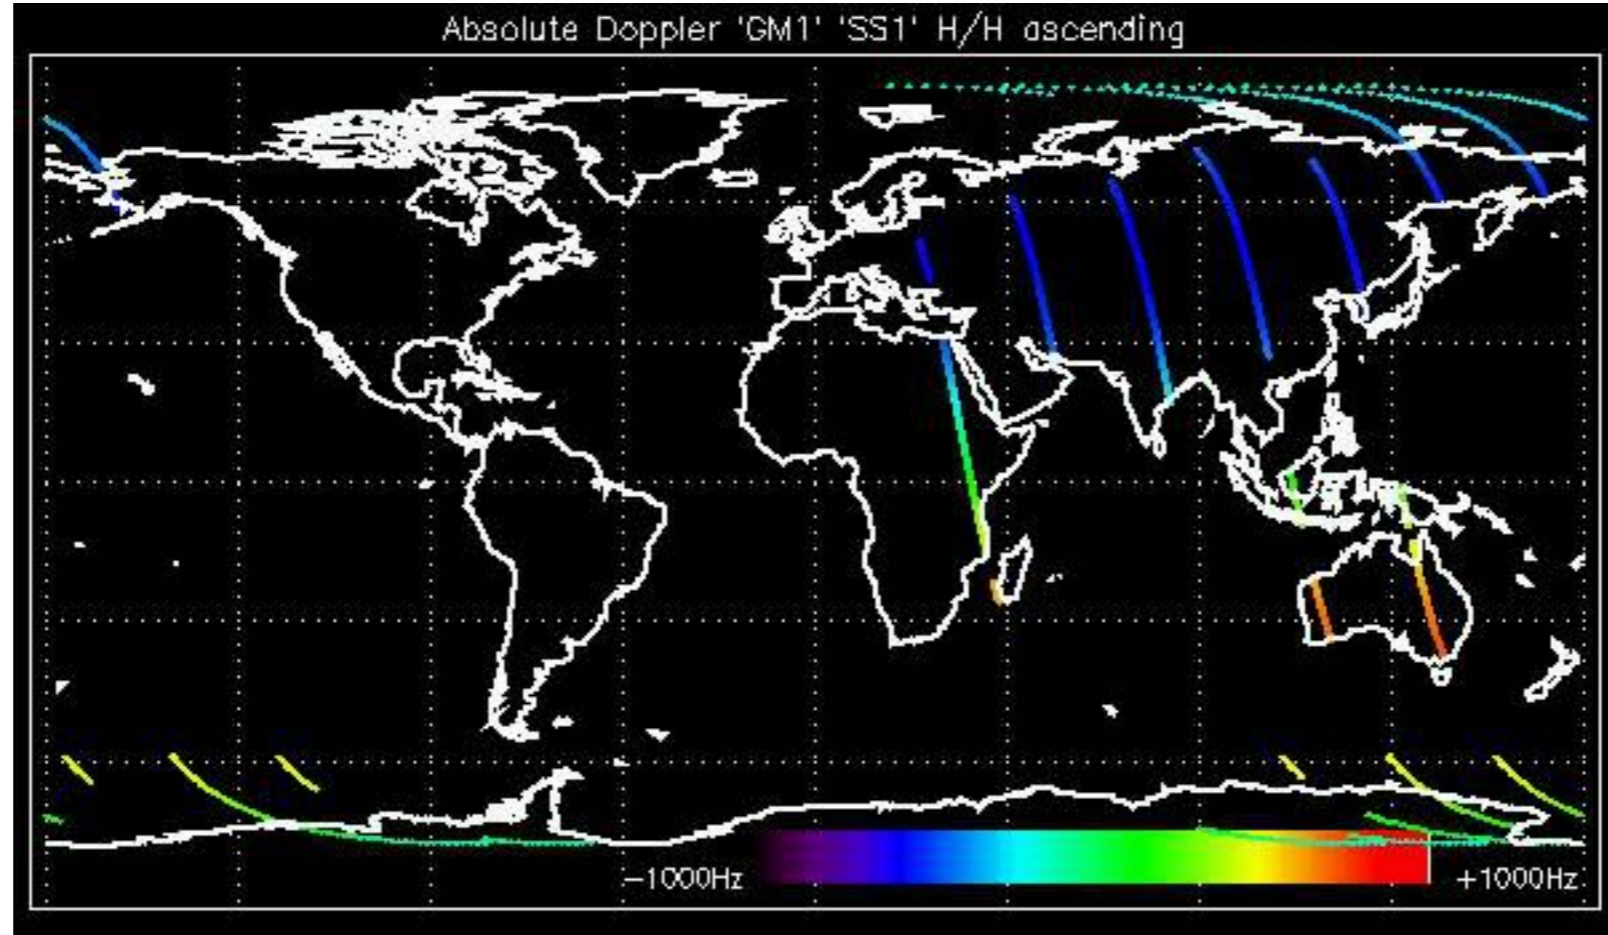 Absolute Doppler 'GM1' 'SS1' H/H ascending
−1000Hz
+1000Hz